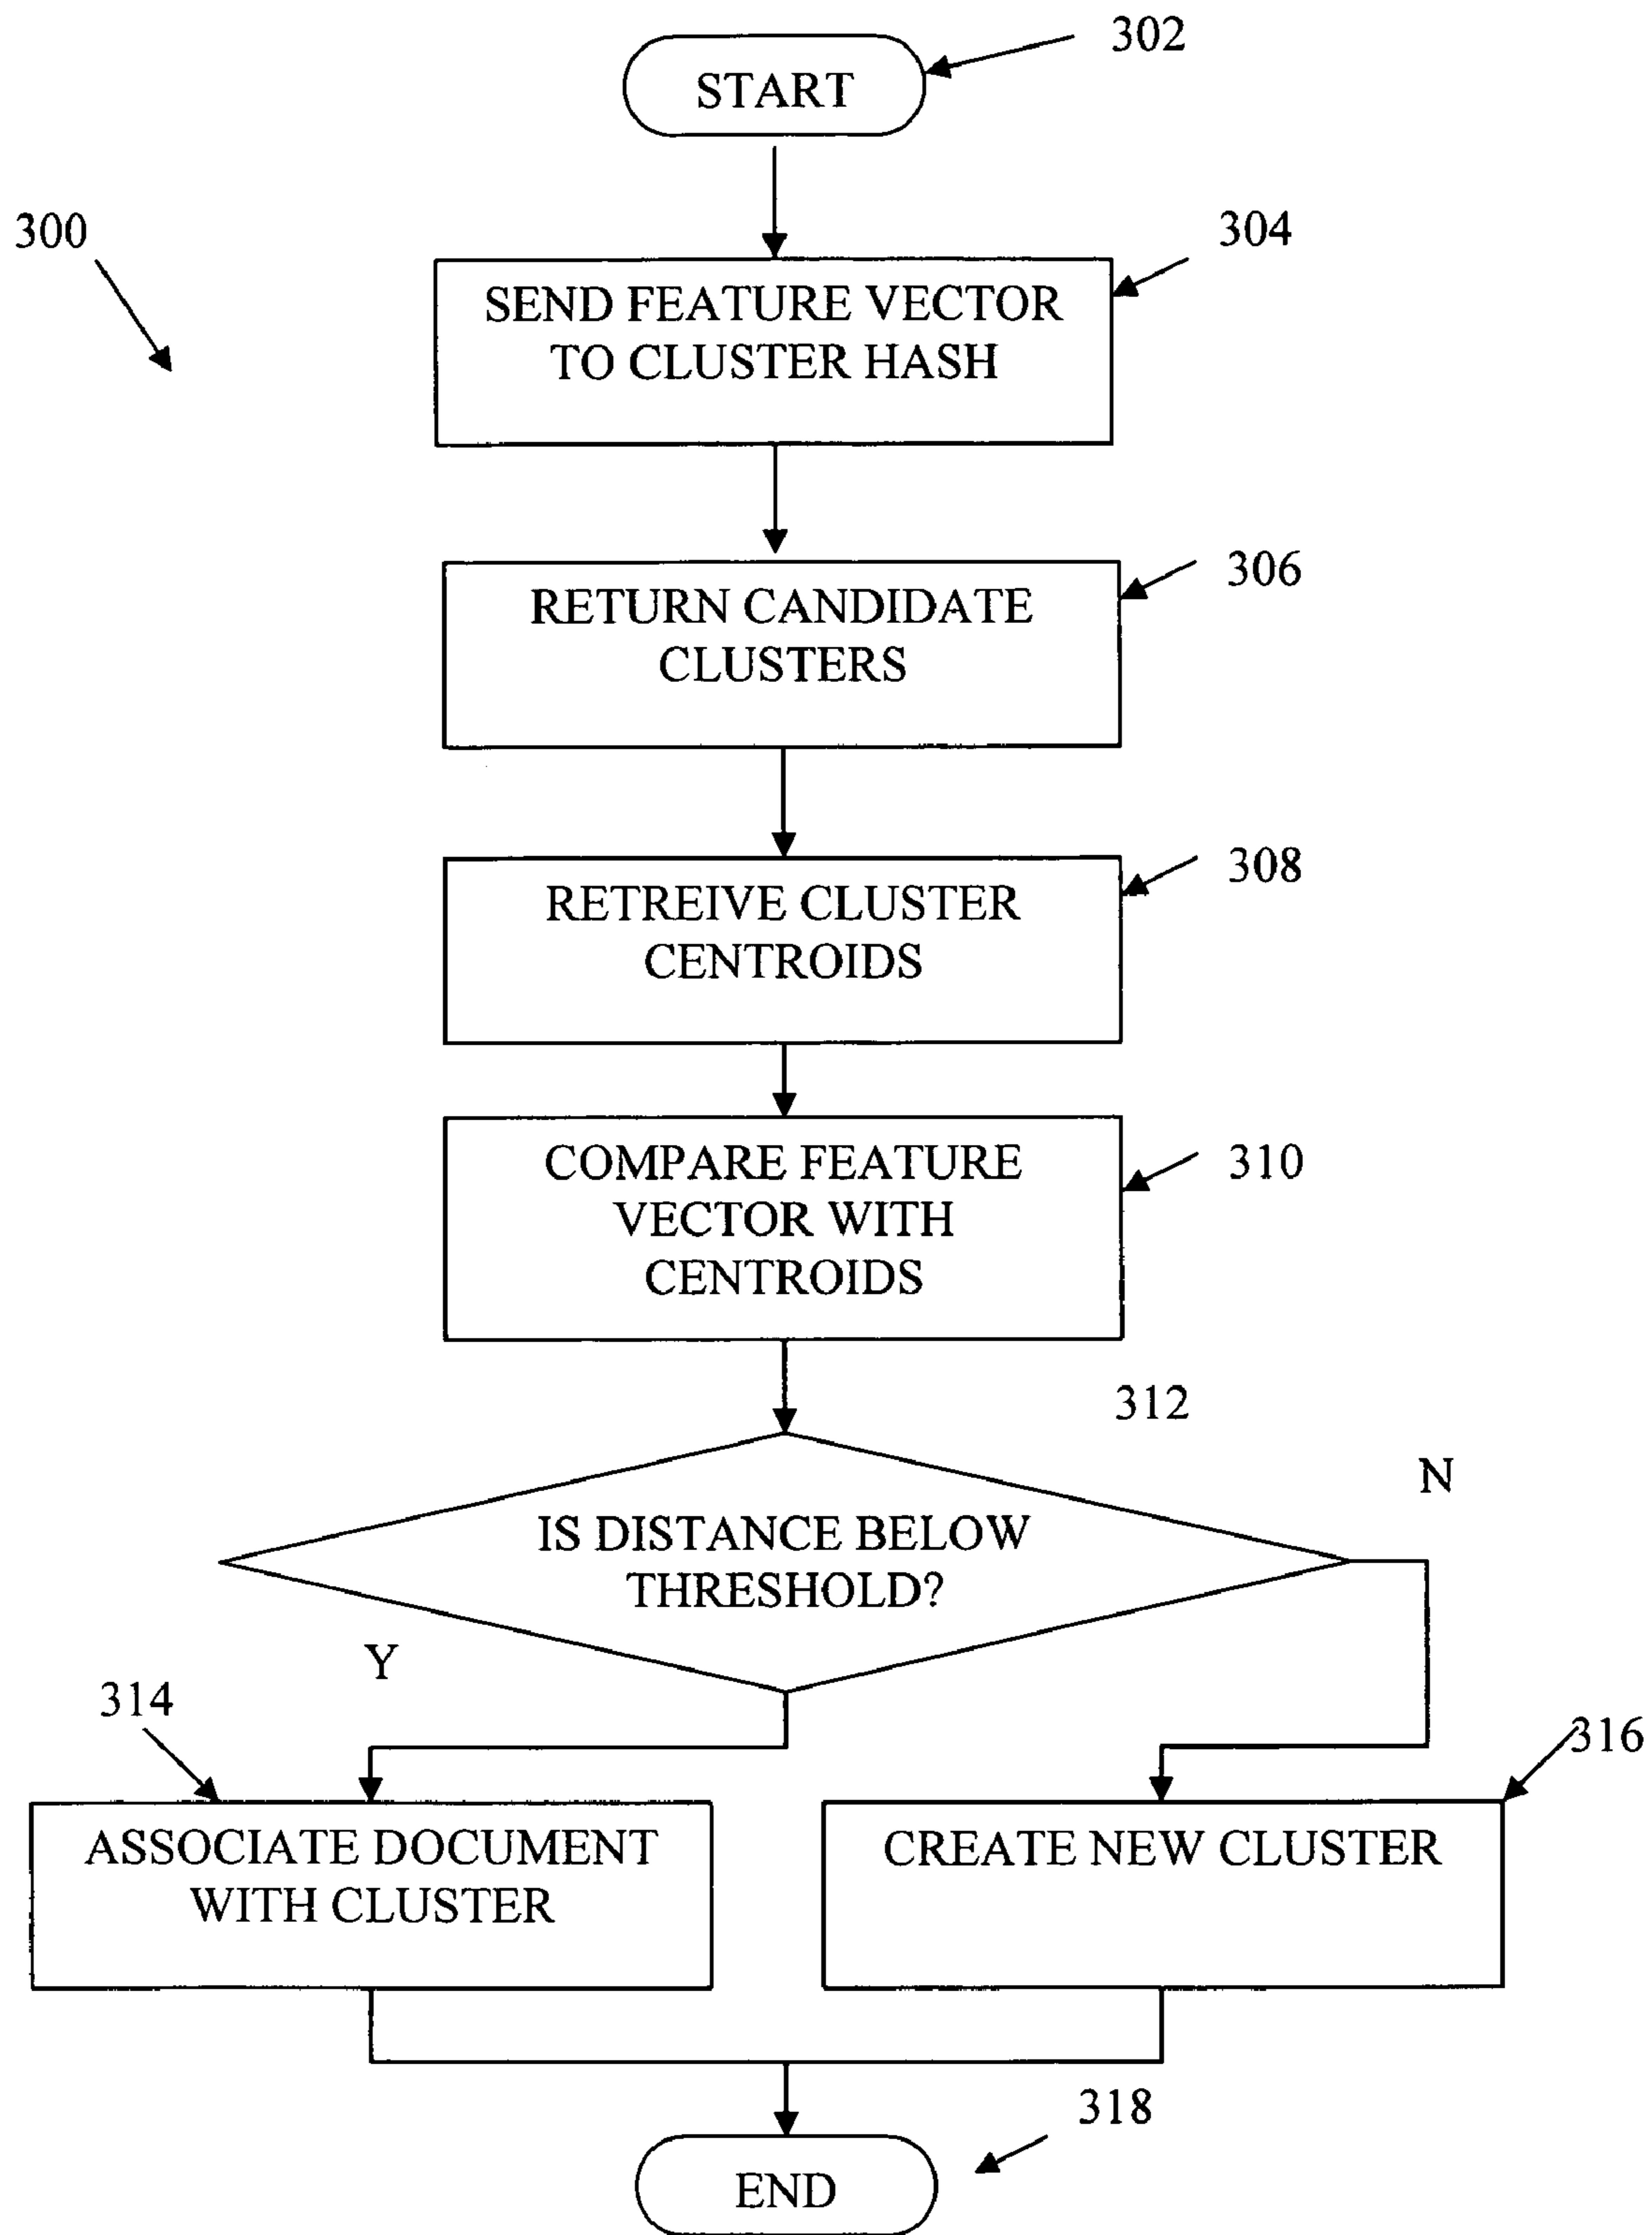 302
START
300
304
SEND FEATURE VECTOR
TO CLUSTER HASH
306
RETURN CANDIDATE
CLUSTERS
308
RETREIVE CLUSTER
CENTROIDS
310
COMPARE FEATURE
VECTOR WITH
CENTROIDS
312
N
IS DISTANCE BELOW
THRESHOLD?
Y
314
316
ASSOCIATE DOCUMENT
WITH CLUSTER
CREATE NEW CLUSTER
318
END